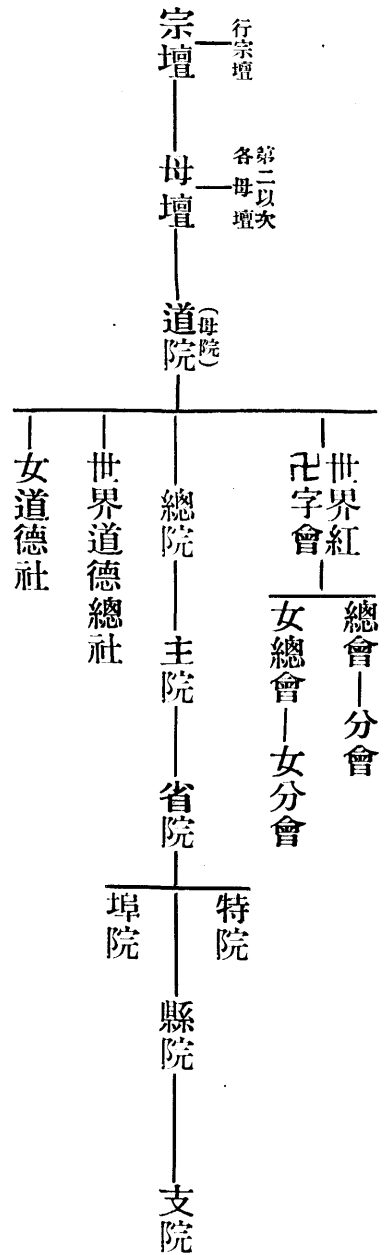 宗壇
行宗壇
母壇
第二以次
各母壇
道院
(母院)
世界紅
卍字會
總會
分會
女總會
女分會
總院
世界道德總社
女道德社
主院
省院
特院
埠院
縣院
支院